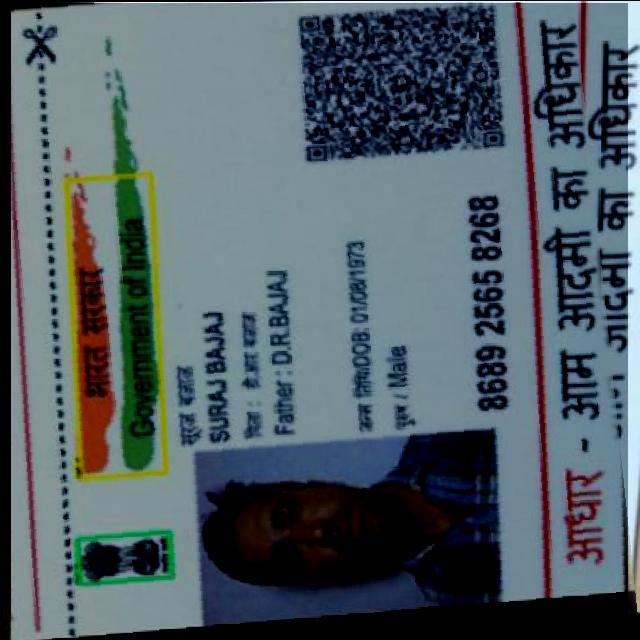 भारत सरकार
Government of India
सूरज बजाज
SURAJ BAJAJ
पिता : डी.आर बजाज
Father : D.R.BAJAJ
जन्म तिथि/DOB: 01/08/1973
पुरुष / Male
8689 2565 8268
आधार - आम आदमी का अधिकार
आदमी का अधिकार